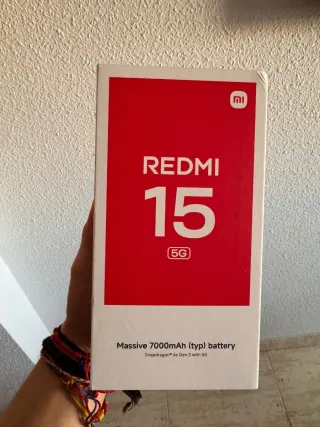 mi
REDMI
15
5G
Massive 7000mAh (typ) battery
Snapdragon® 6s Gen 3 with 5G